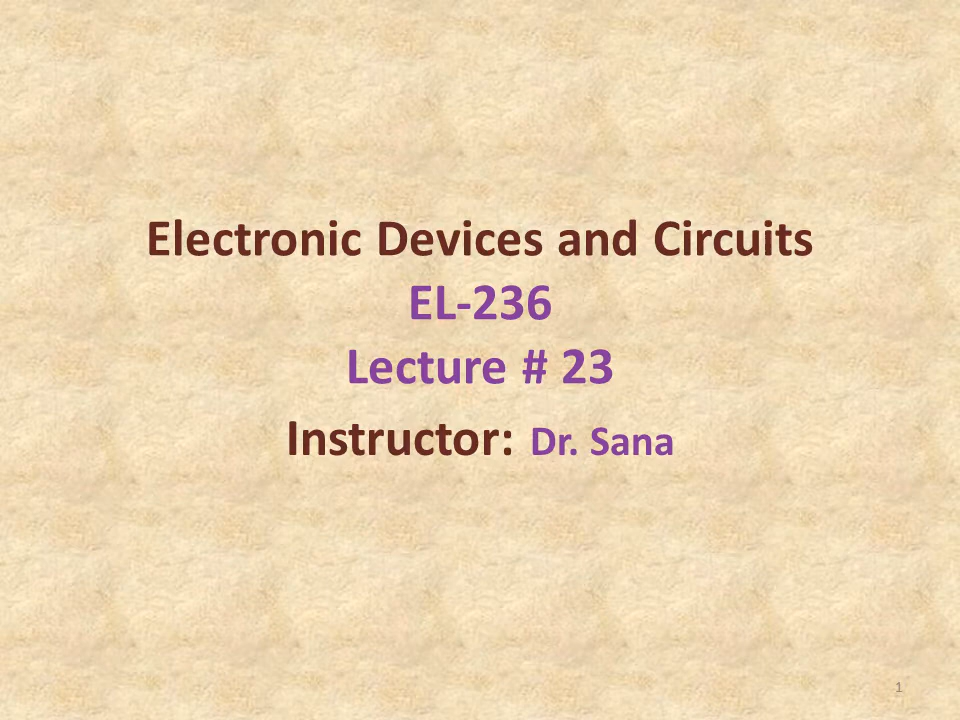 Electronic Devices and Circuits
EL-236
Lecture # 23
Instructor: Dr. Sana
1